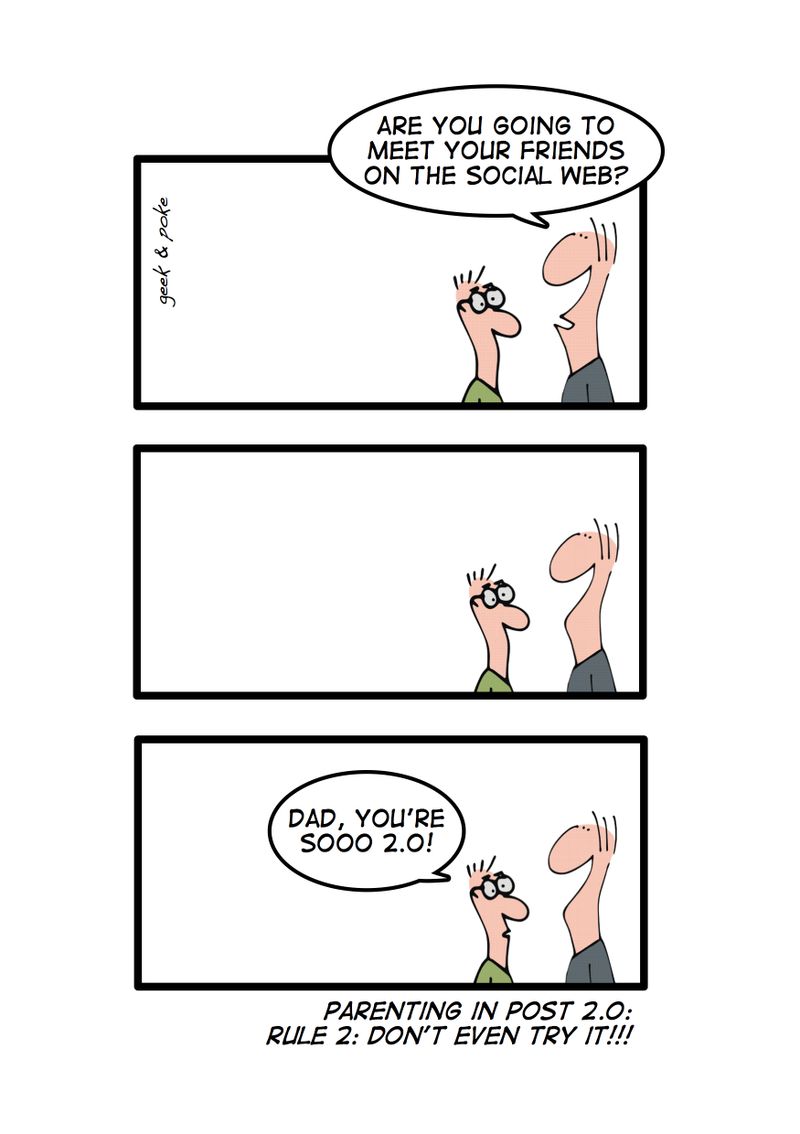 ARE YOU GOING TO
MEET YOUR FRIENDS
ON THE SOCIAL WEB?
geek & poke
DAD, YOU'RE
SOOO 2.0!
PARENTING IN POST 2.0:
RULE 2: DON'T EVEN TRY IT!!!